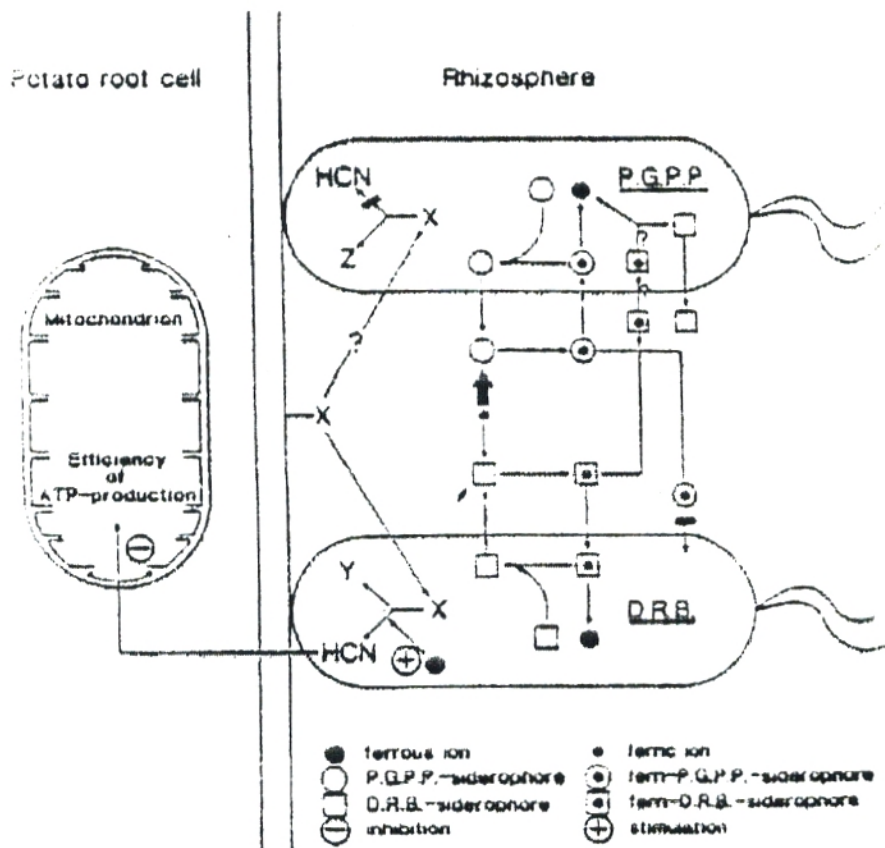 Potato root cell
Rhizosphere
HCN
P.G.P.P.
X
Z
?
?
Mitochondrion
?
X
Efficiency
of
ATP-production
Y
X
D.R.B.
HCN
ferrous ion
ferric ion
P.G.P.P.-siderophore
ferri-P.G.P.P.-siderophore
D.R.B.-siderophore
ferri-D.R.B.-siderophore
inhibition
stimulation